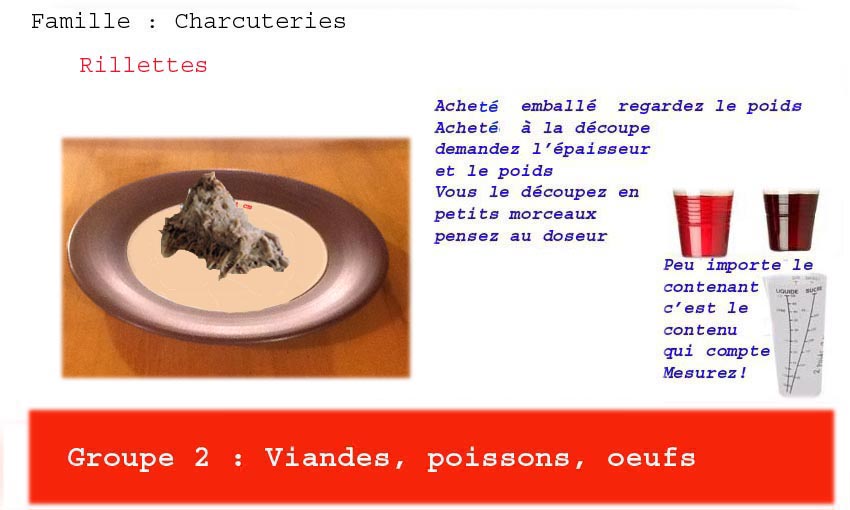 Famille : Charcuteries
Rillettes
Acheté emballé regardez le poids
Acheté à la découpe
demandez l'épaisseur
et le poids
Vous le découpez en
petits morceaux
pensez au doseur
Peu importe le
contenant
c'est le
contenu
qui compte
Mesurez!
LIQUIDE SUCRE
Groupe 2 : Viandes, poissons, oeufs